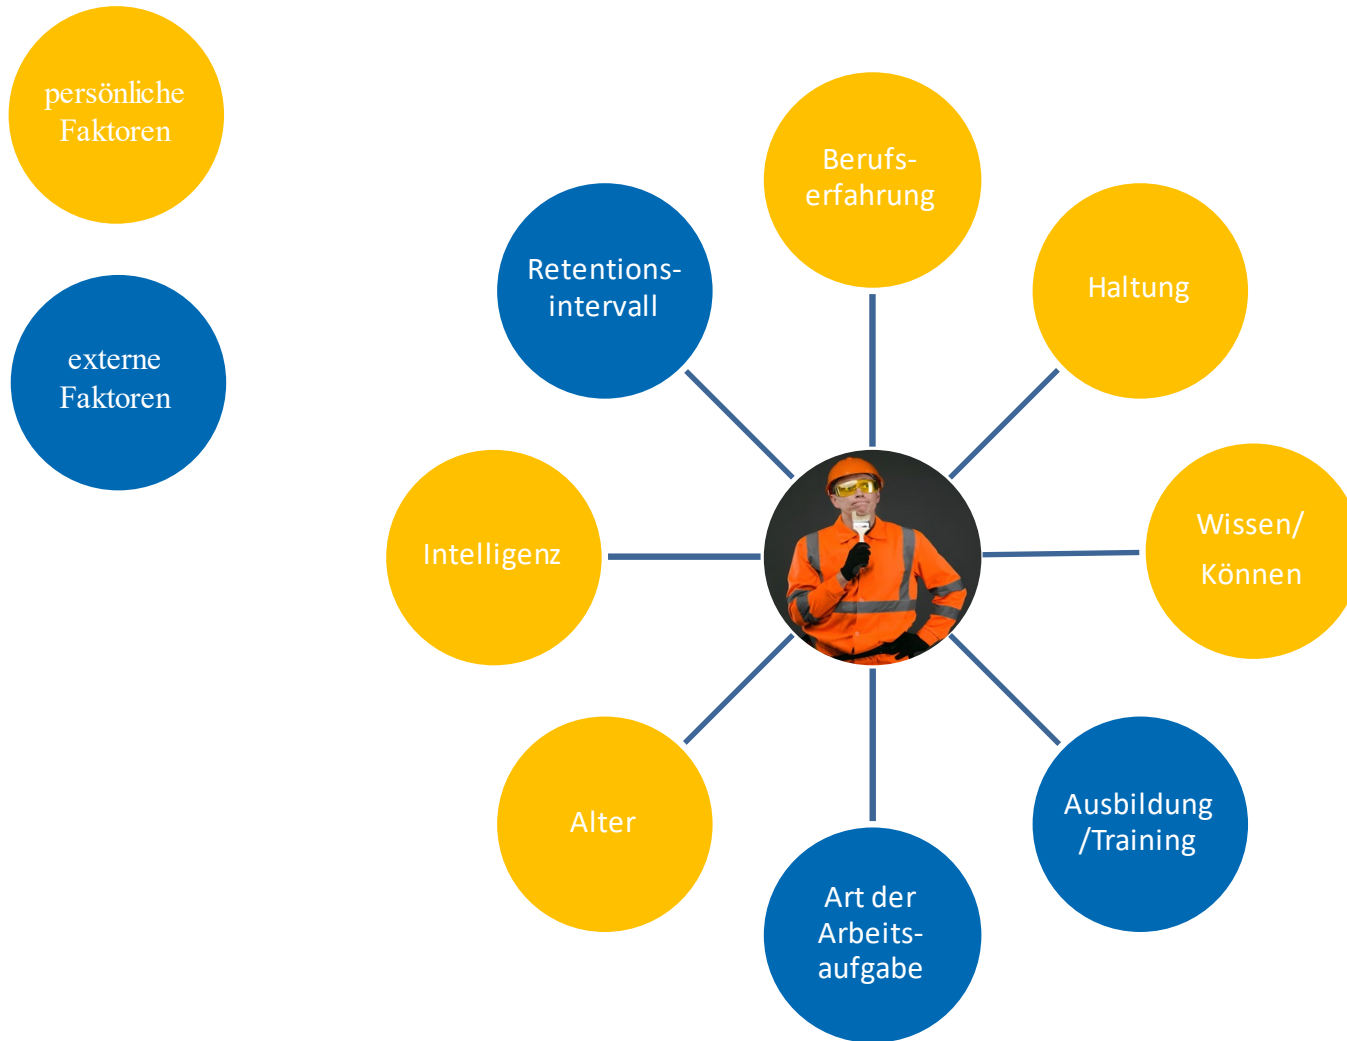 persönliche
Faktoren
externe
Faktoren
Berufs-
erfahrung
Haltung
Wissen/
Können
Ausbildung
/Training
Art der
Arbeits-
aufgabe
Alter
Intelligenz
Retentions-
intervall